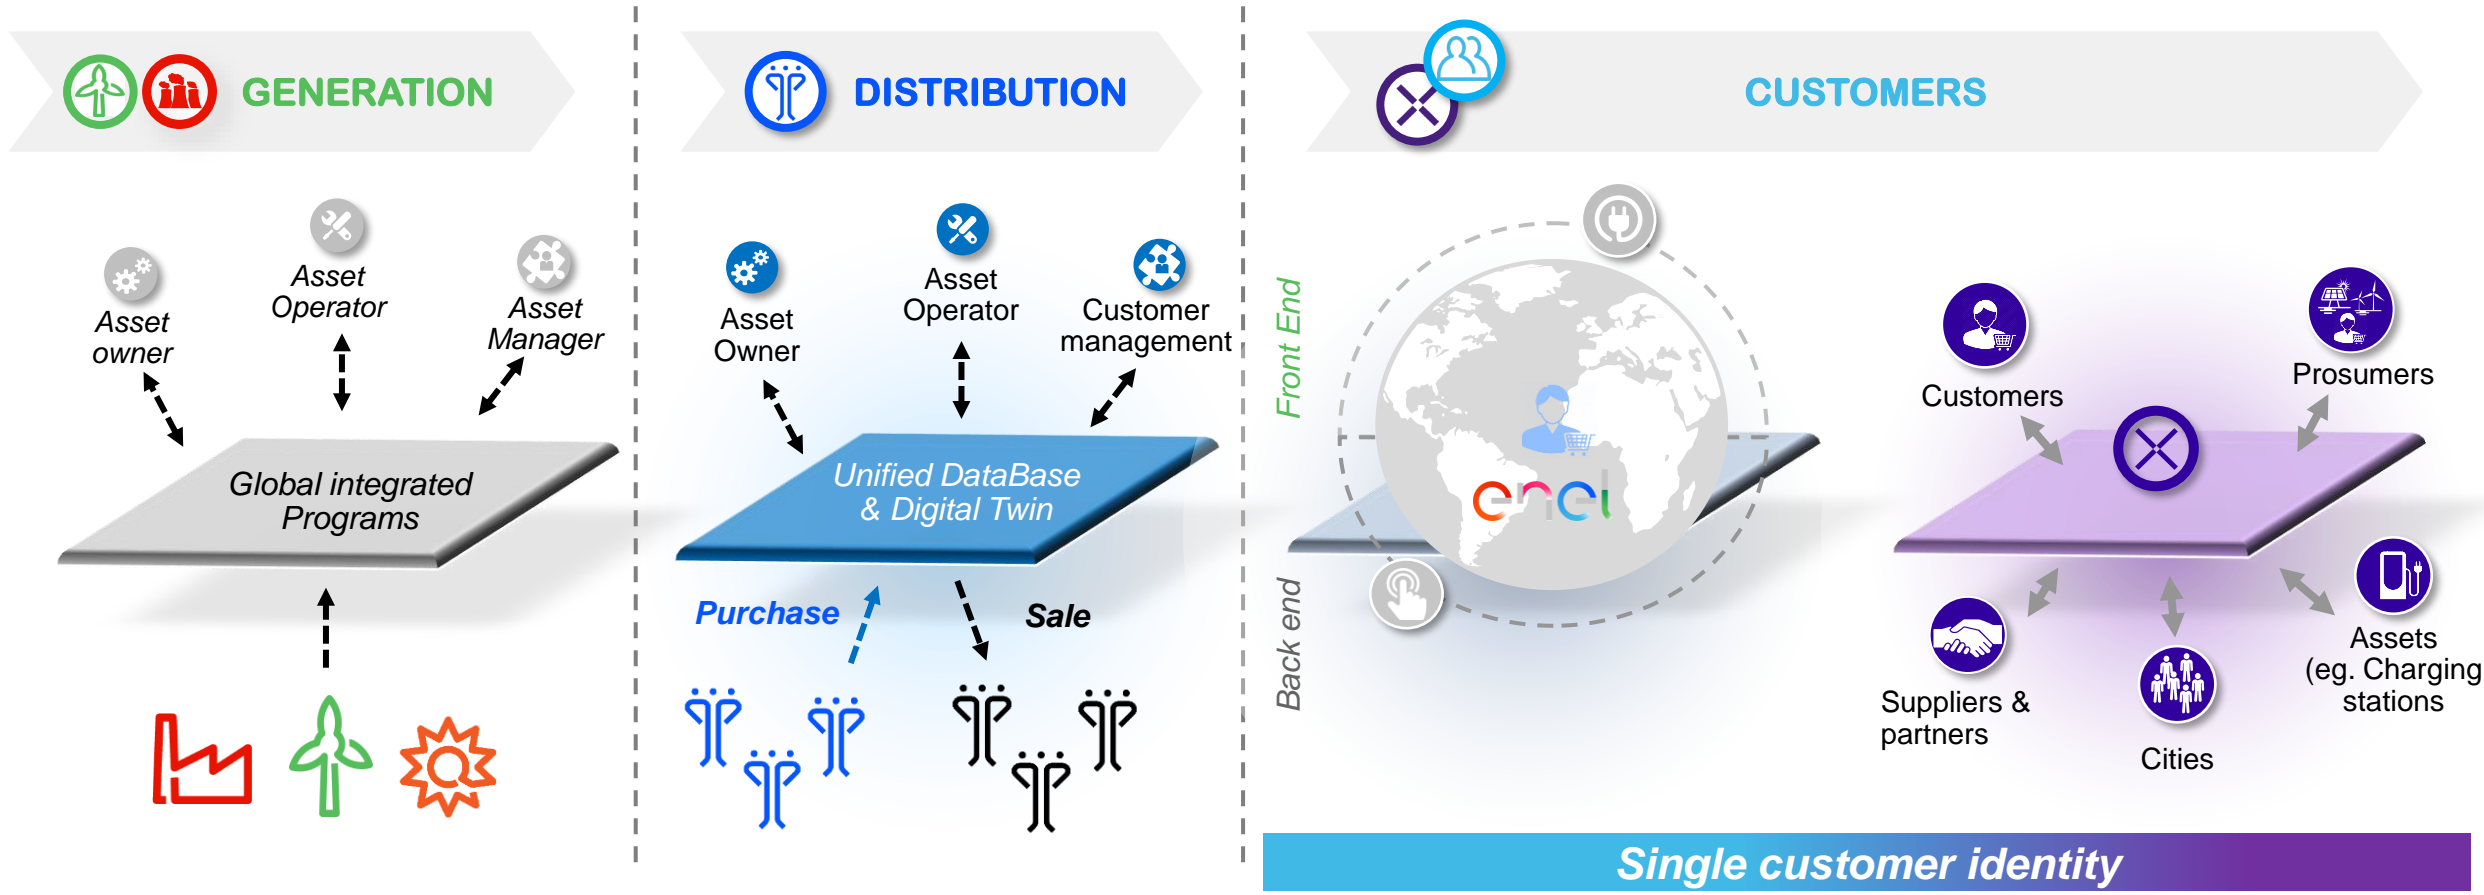 GENERATION
Asset
owner
Asset
Operator
Asset
Manager
Global integrated
Programs
DISTRIBUTION
Asset
Owner
Asset
Operator
Customer
management
Unified DataBase
& Digital Twin
Purchase
Sale
CUSTOMERS
Front End
Back end
enel
Customers
Prosumers
Suppliers &
partners
Cities
Assets
(eg. Charging
stations
Single customer identity